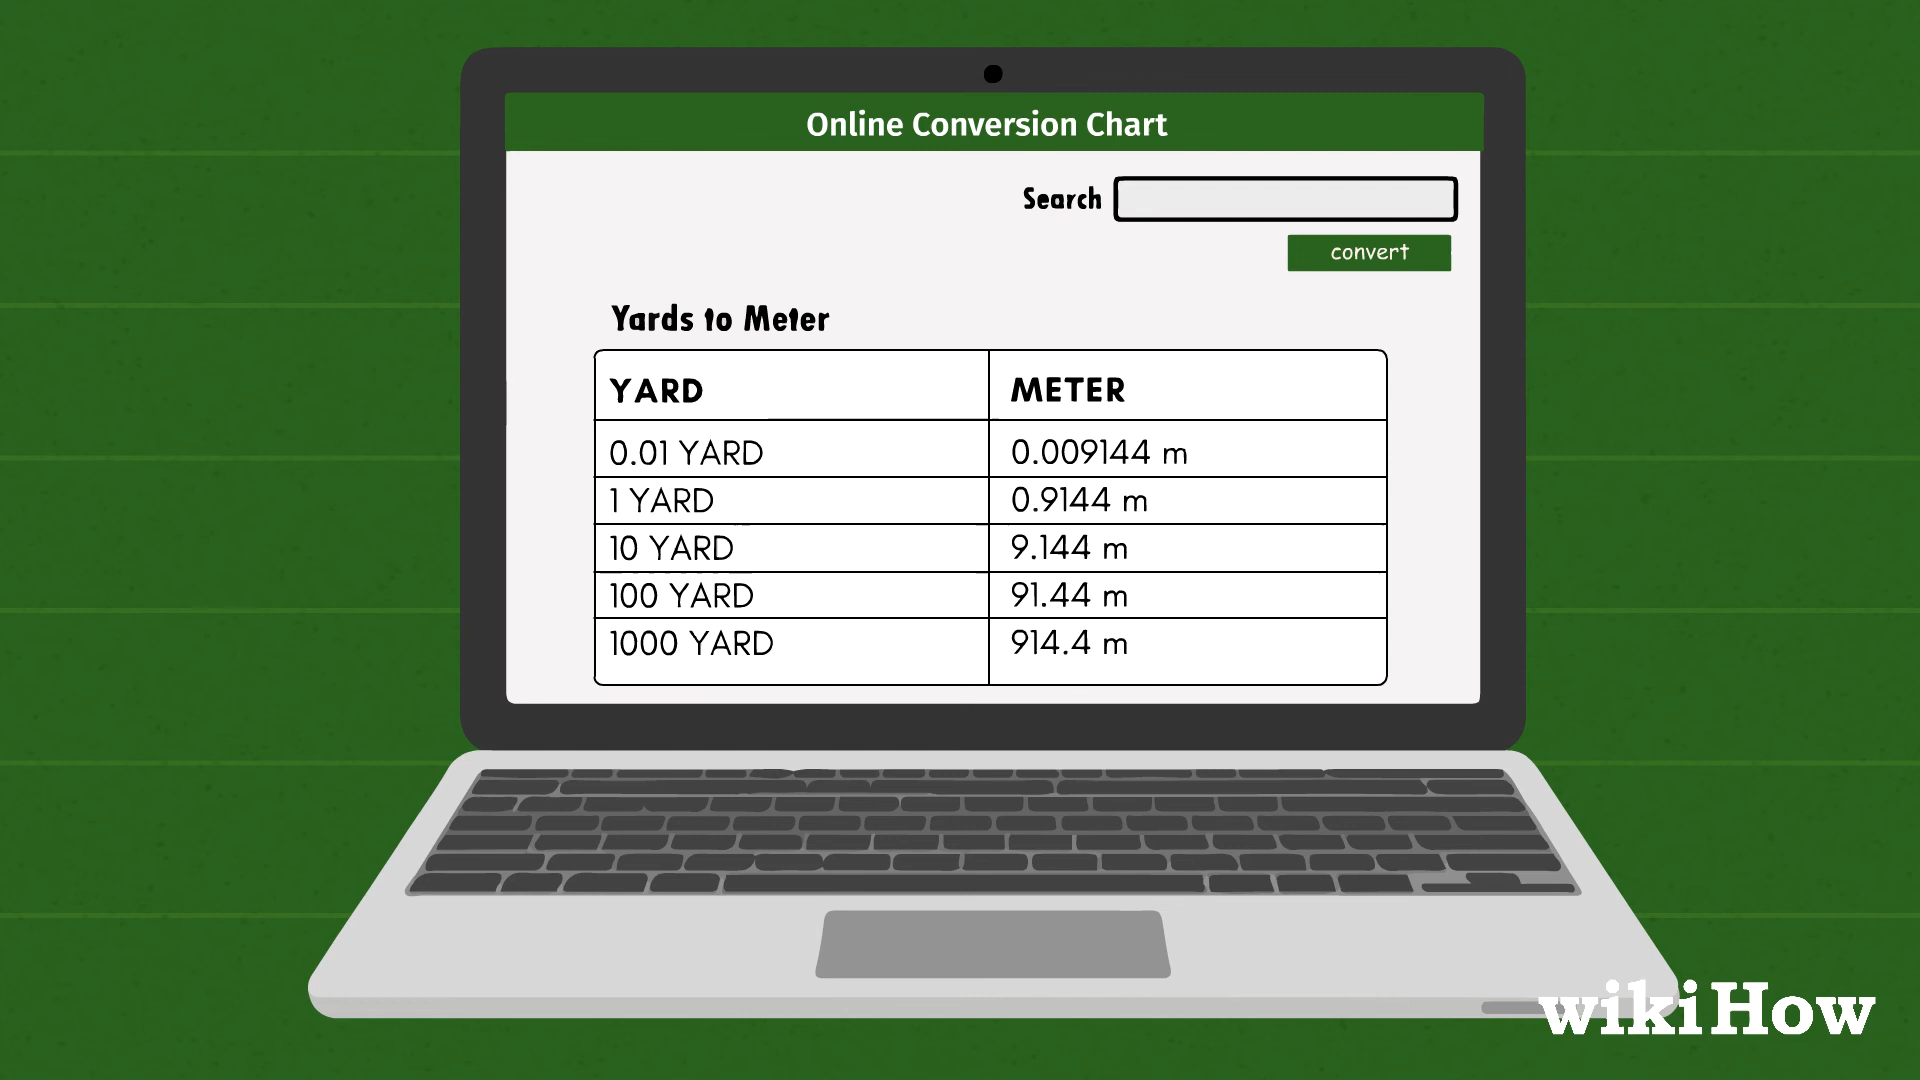 Online Conversion Chart
Search
convert
Yards to Meter
YARD METER
0.01 YARD 0.009144 m
1 YARD 0.9144 m
10 YARD 9.144 m
100 YARD 91.44 m
1000 YARD 914.4 m
wikiHow